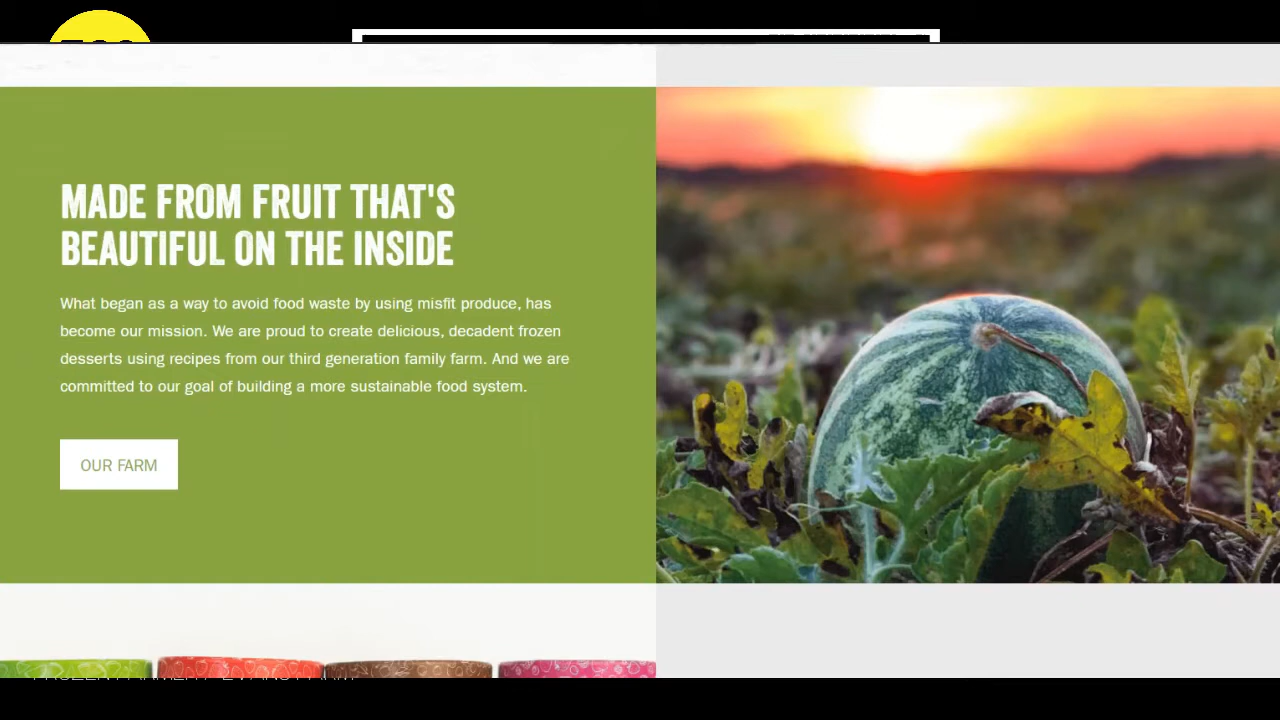 MADE FROM FRUIT THAT'S
BEAUTIFUL ON THE INSIDE
What began as a way to avoid food waste by using misfit produce, has
become our mission. We are proud to create delicious, decadent frozen
desserts using recipes from our third generation family farm. And we are
committed to our goal of building a more sustainable food system.
OUR FARM